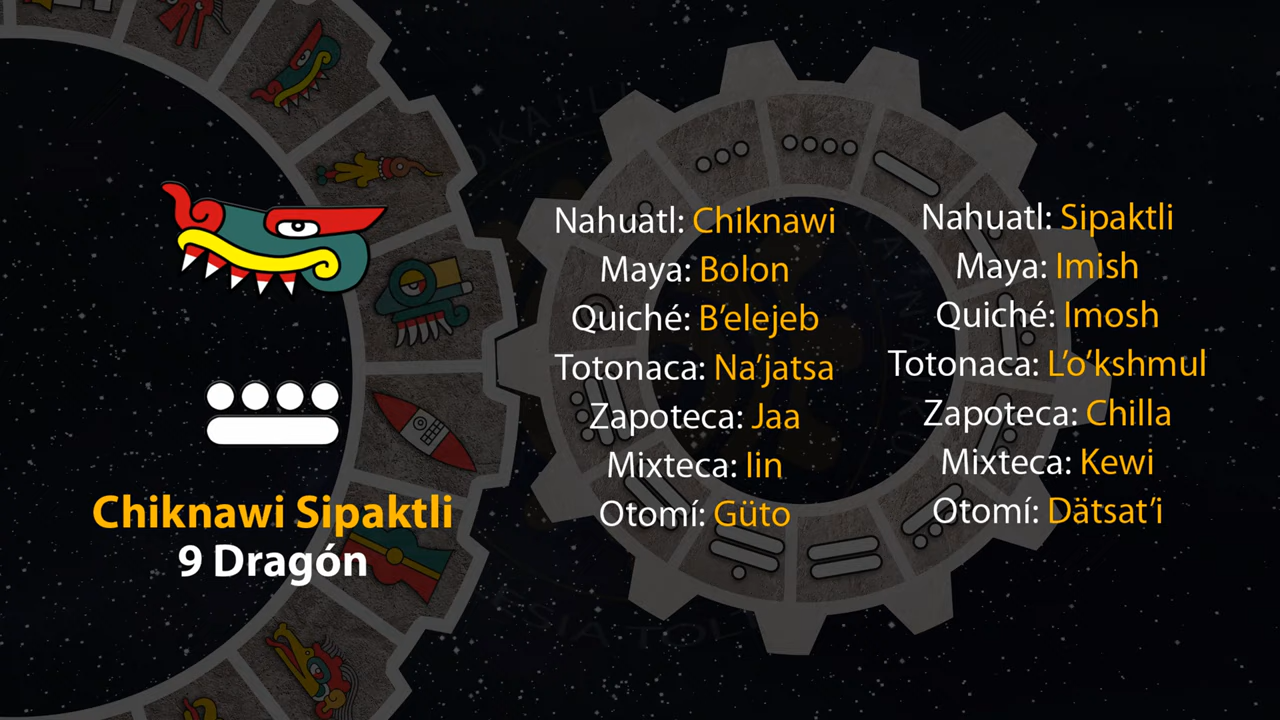 Chiknawi Sipaktli
9 Dragón
Nahuatl: Chiknawi
Maya: Bolon
Quiché: B’elejeb
Totonaca: Na’jatsa
Zapoteca: Jaa
Mixteca: Iin
Otomí: Güto
Nahuatl: Sipaktli
Maya: Imish
Quiché: Imosh
Totonaca: L’o’kshmul
Zapoteca: Chilla
Mixteca: Kewi
Otomí: Dätsat’i